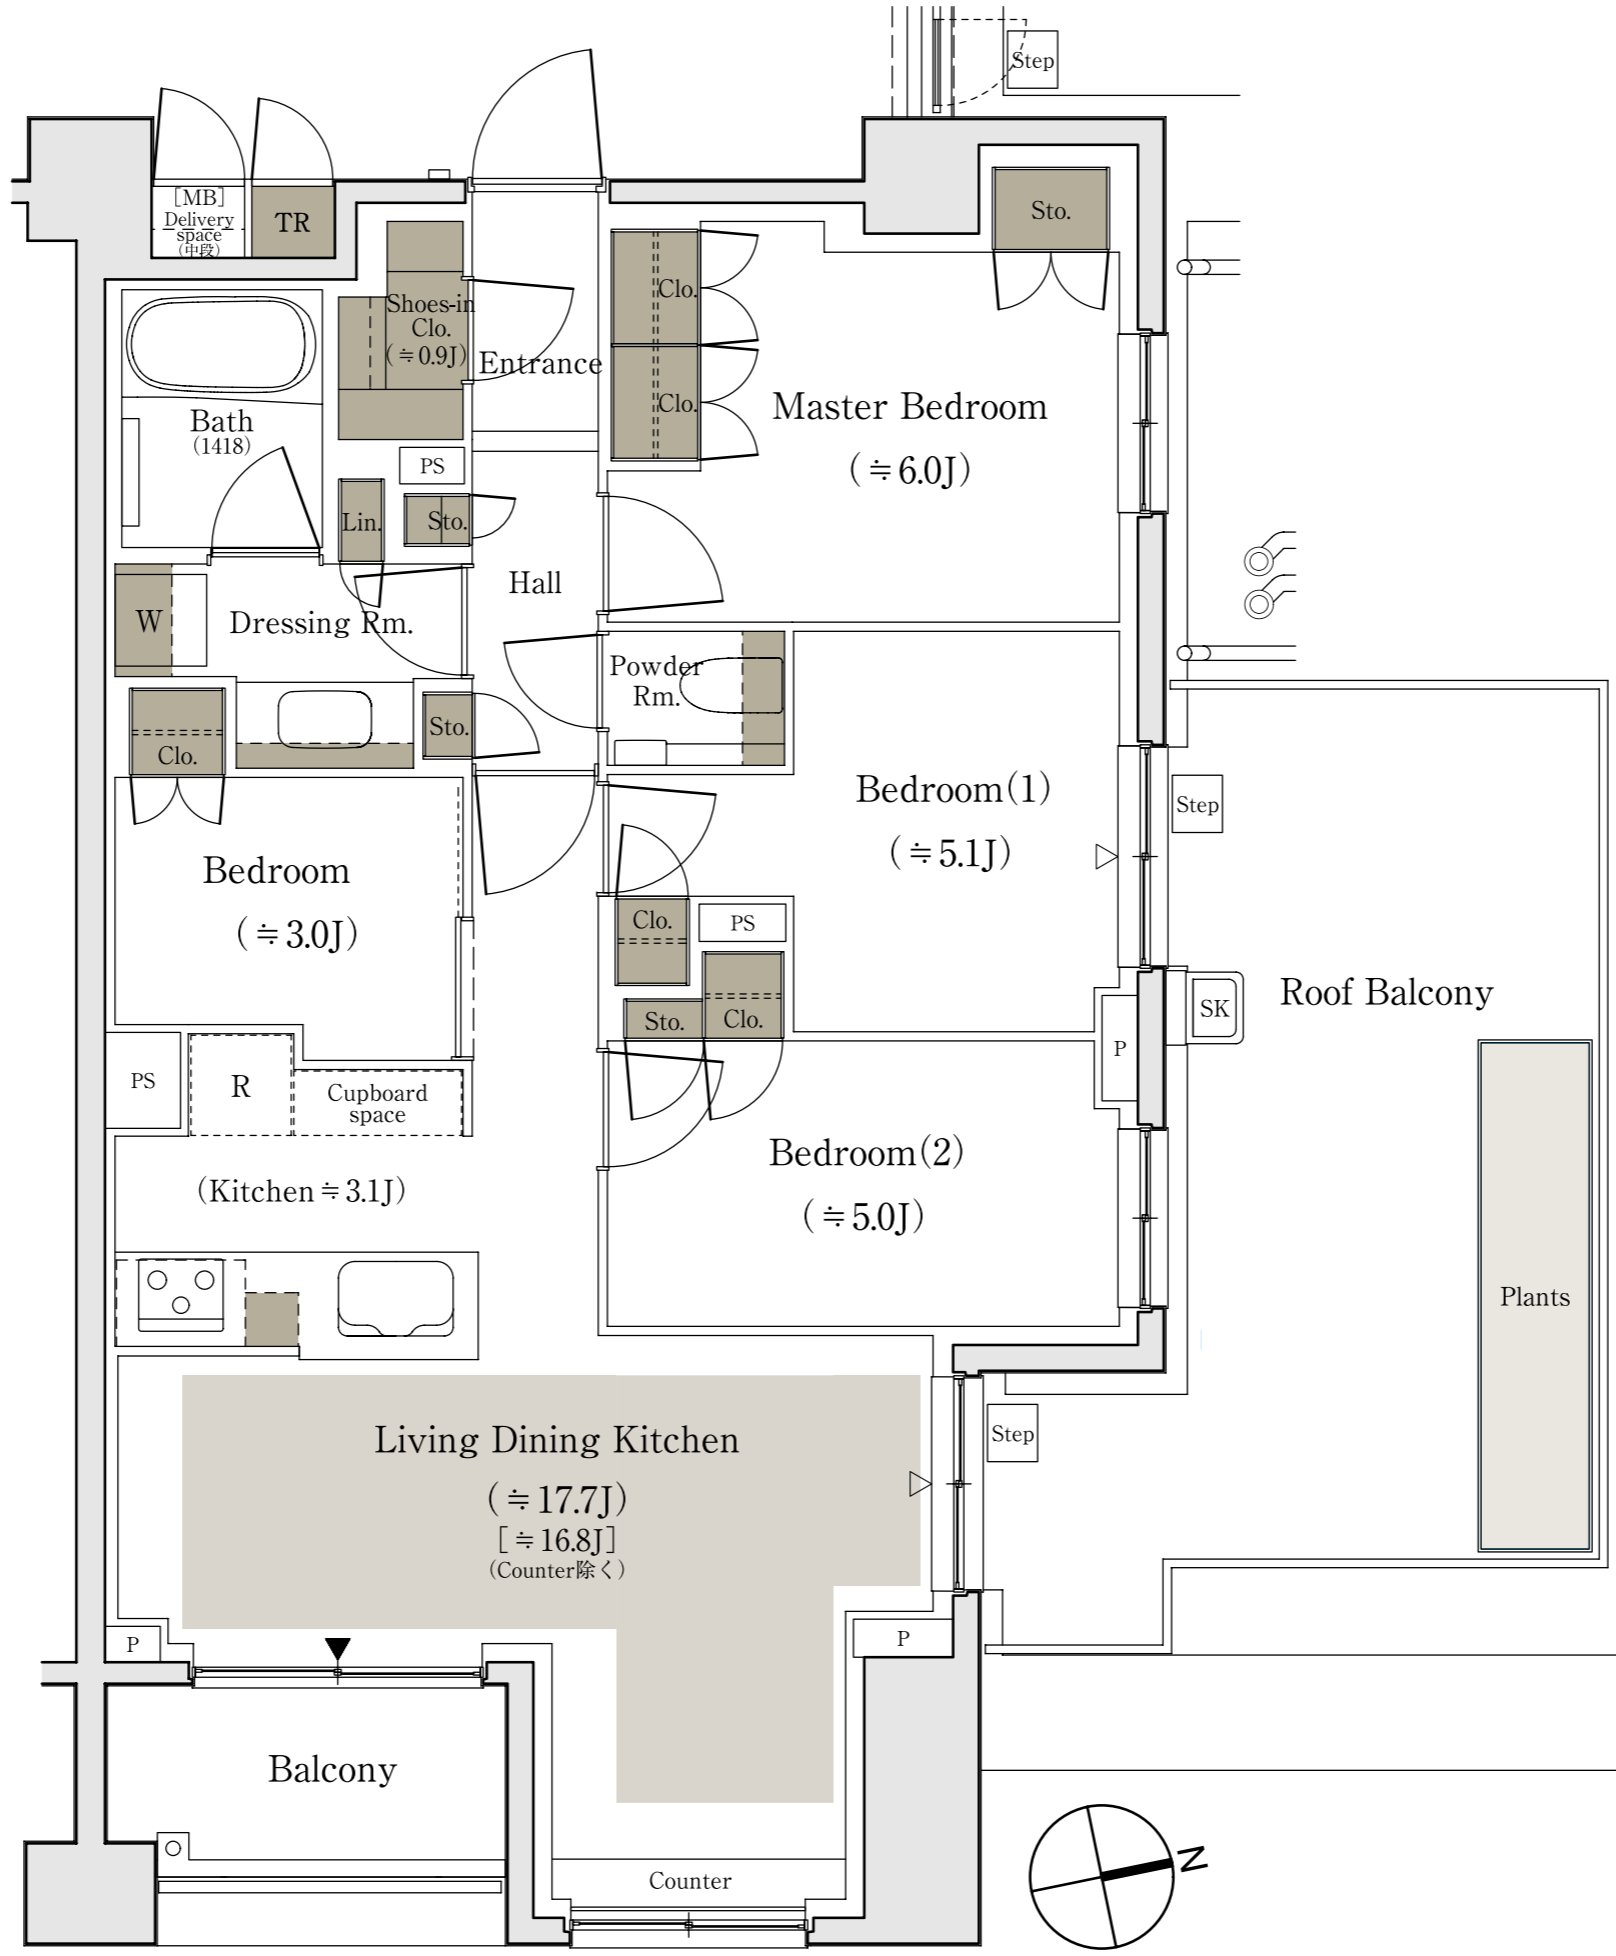 Step
[MB]
Delivery
space
(中段)
TR
Sto.
Shoes-in
Clo.
(≒0.9J)
Entrance
Clo.
Clo.
Master Bedroom
(≒6.0J)
Bath
(1418)
PS
Lin.
Sto.
Hall
W
Dressing Rm.
Powder
Rm.
Sto.
Clo.
Bedroom(1)
(≒5.1J)
Step
Bedroom
(≒3.0J)
Clo.
PS
Sto.
Clo.
SK
Roof Balcony
P
PS
R
Cupboard
space
Bedroom(2)
(≒5.0J)
(Kitchen≒3.1J)
Plants
Living Dining Kitchen
(≒17.7J)
[≒16.8J]
(Counter除く)
Step
P
P
Balcony
Counter
N